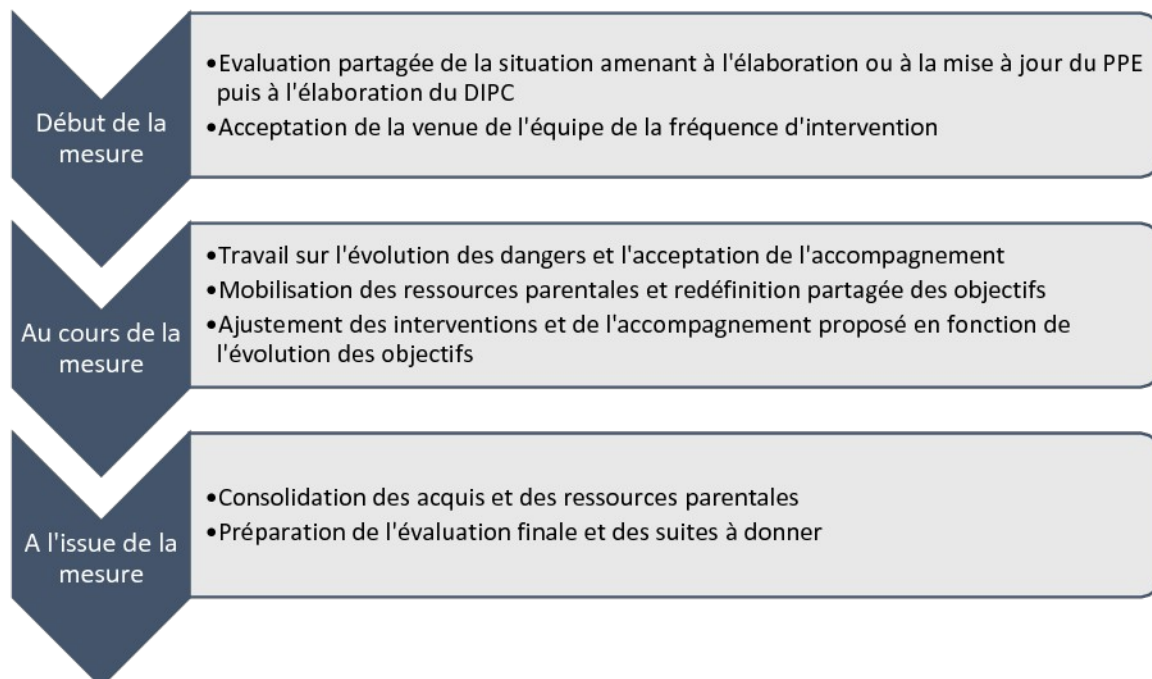 Début de la
mesure
•Evaluation partagée de la situation amenant à l'élaboration ou à la mise à jour du PPE
puis à l'élaboration du DIPC
•Acceptation de la venue de l'équipe de la fréquence d'intervention
Au cours de la
mesure
•Travail sur l'évolution des dangers et l'acceptation de l'accompagnement
•Mobilisation des ressources parentales et redéfinition partagée des objectifs
•Ajustement des interventions et de l'accompagnement proposé en fonction de
l'évolution des objectifs
A l'issue de la
mesure
•Consolidation des acquis et des ressources parentales
•Préparation de l'évaluation finale et des suites à donner